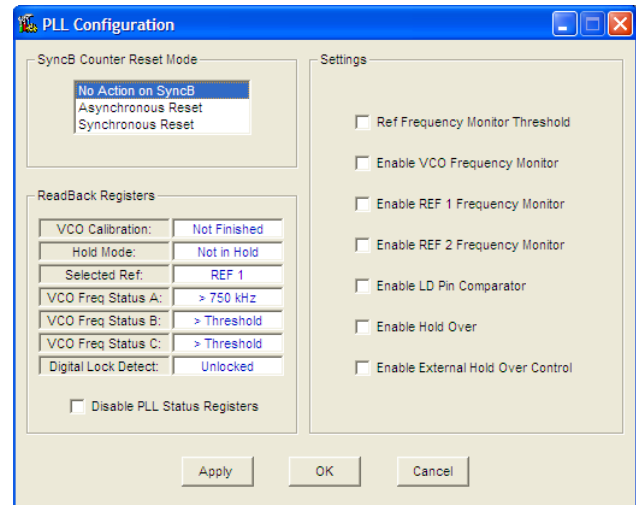 PLL Configuration
SyncB Counter Reset Mode
No Action on SyncB
Asynchronous Reset
Synchronous Reset
ReadBack Registers
VCO Calibration: Not Finished
Hold Mode: Not in Hold
Selected Ref: REF 1
VCO Freq Status A: > 750 kHz
VCO Freq Status B: > Threshold
VCO Freq Status C: > Threshold
Digital Lock Detect: Unlocked
Disable PLL Status Registers
Settings
Ref Frequency Monitor Threshold
Enable VCO Frequency Monitor
Enable REF 1 Frequency Monitor
Enable REF 2 Frequency Monitor
Enable LD Pin Comparator
Enable Hold Over
Enable External Hold Over Control
Apply OK Cancel